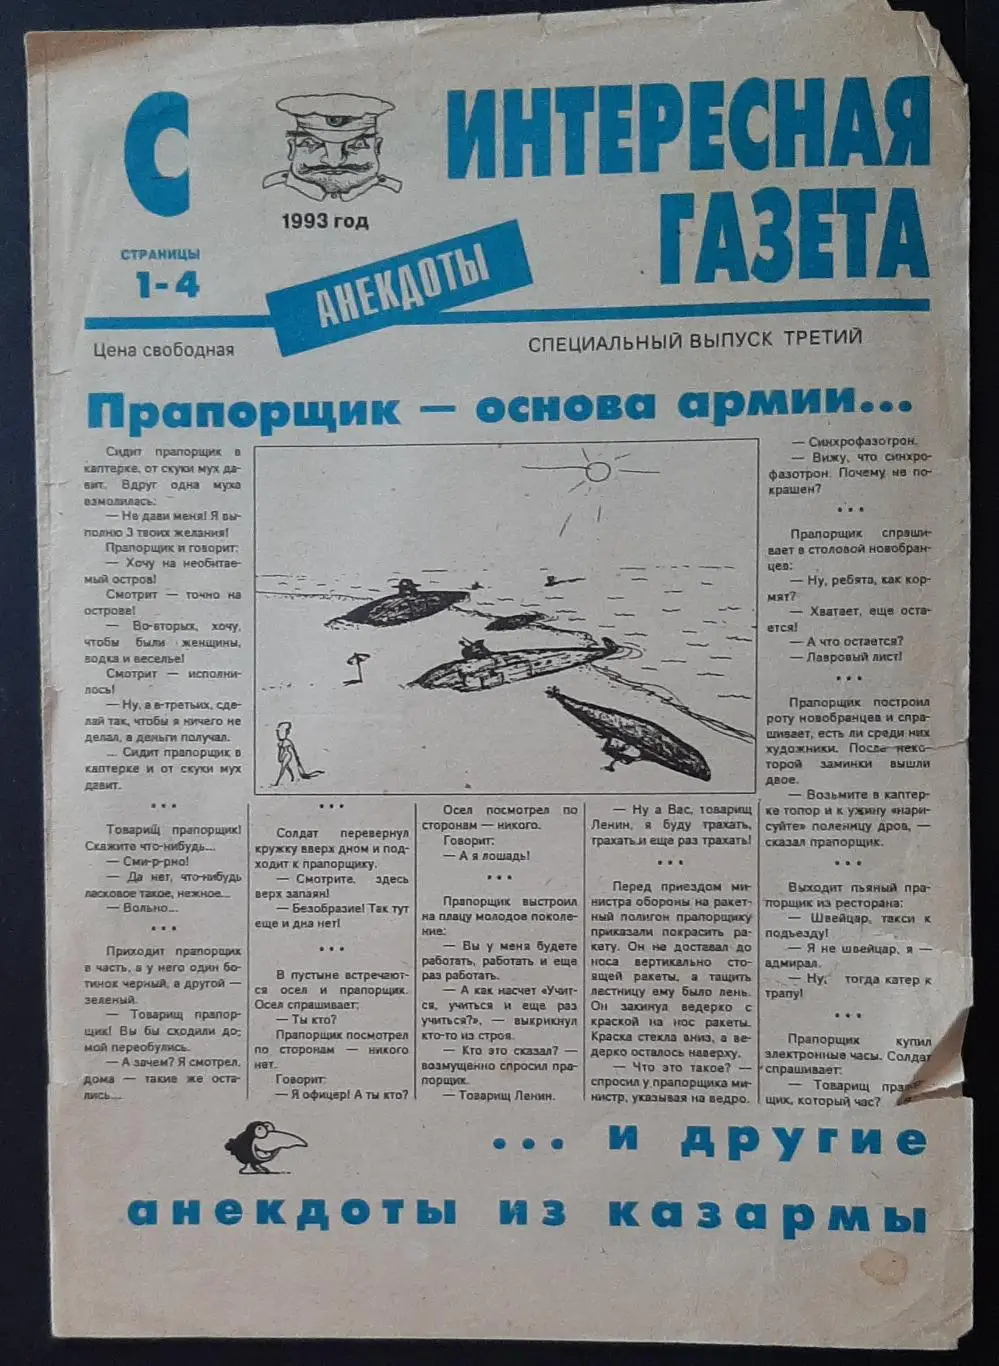 С
1993 год
ИНТЕРЕСНАЯ
ГАЗЕТА
СТРАНИЦЫ
1-4
АНЕКДОТЫ
Цена свободная
СПЕЦИАЛЬНЫЙ ВЫПУСК ТРЕТИЙ
Прапорщик — основа армии...
Сидит прапорщик в
каптерке, от скуки мух да-
вит. Вдруг одна муха
взмолилась:
— Не дави меня! Я вы-
полню 3 твоих желания!
Прапорщик и говорит:
— Хочу на необитае-
мый остров!
Смотрит — точно на
острове!
— Во-вторых, хочу,
чтобы были женщины,
водка и веселье!
Смотрит — исполни-
лось!
— Ну, а в-третьих, сде-
лай так, чтобы я ничего не
делал, а деньги получал.
... Сидит прапорщик в
каптерке и от скуки мух
давит.
* * *
Товарищ прапорщик!
Скажите что-нибудь...
— Сми-р-рно!
— Да нет, что-нибудь
ласковое такое, нежное...
— Вольно...
* * *
Приходит прапорщик
в часть, а у него один бо-
тинок черный, а другой —
зеленый.
— Товарищ прапор-
щик! Вы бы сходили до-
мой переобулись.
— А зачем? Я смотрел,
дома — такие же оста-
лись...
* * *
Солдат перевернул
кружку вверх дном и под-
ходит к прапорщику.
— Смотрите, здесь
верх запаян!
— Безобразие! Так тут
еще и дна нет!
* * *
В пустыне встречают-
ся осел и прапорщик.
Осел спрашивает:
— Ты кто?
Прапорщик посмотрел
по сторонам — никого
нет.
Говорит:
— Я офицер! А ты кто?
Осел посмотрел по
сторонам — никого.
Говорит:
— А я лошадь!
* * *
Прапорщик выстроил
на плацу молодое поколе-
ние:
— Вы у меня будете
работать, работать и еще
раз работать.
— А как насчет «Учит-
ся, учиться и еще раз
учиться?», — выкрикнул
кто-то из строя.
— Кто это сказал? —
возмущенно спросил пра-
порщик.
— Товарищ Ленин.
— Ну а Вас, товарищ
Ленин, я буду трахать,
трахать и еще раз трахать!
* * *
Перед приездом ми-
нистра обороны на ракет-
ный полигон прапорщику
приказали покрасить ра-
кету. Он не доставал до
носа вертикально сто-
ящей ракеты, а тащить
лестницу ему было лень.
Он закинул ведерко с
краской на нос ракеты.
Краска стекла вниз, а ве-
дерко осталось наверху.
— Что это такое? —
спросил у прапорщика ми-
нистр, указывая на ведро.
— Синхрофазотрон.
— Вижу, что синхро-
фазотрон. Почему не по-
крашен?
* * *
Прапорщик спраши-
вает в столовой новобран-
цев:
— Ну, ребята, как кор-
мят?
— Хватает, еще оста-
ется!
— А что остается?
— Лавровый лист!
* * *
Прапорщик построил
роту новобранцев и спра-
шивает, есть ли среди них
художники. После неко-
торой заминки вышли
двое.
— Возьмите в каптер-
ке топор и к ужину «нари-
суйте» поленицу дров, —
сказал прапорщик.
* * *
Выходит пьяный пра-
порщик из ресторана:
— Швейцар, такси к
подъезду!
— Я не швейцар, я —
адмирал.
— Ну, тогда катер к
трапу!
* * *
Прапорщик купил
электронные часы. Солдат
спрашивает:
— Товарищ
щик, который час?
... и другие
анекдоты из казармы